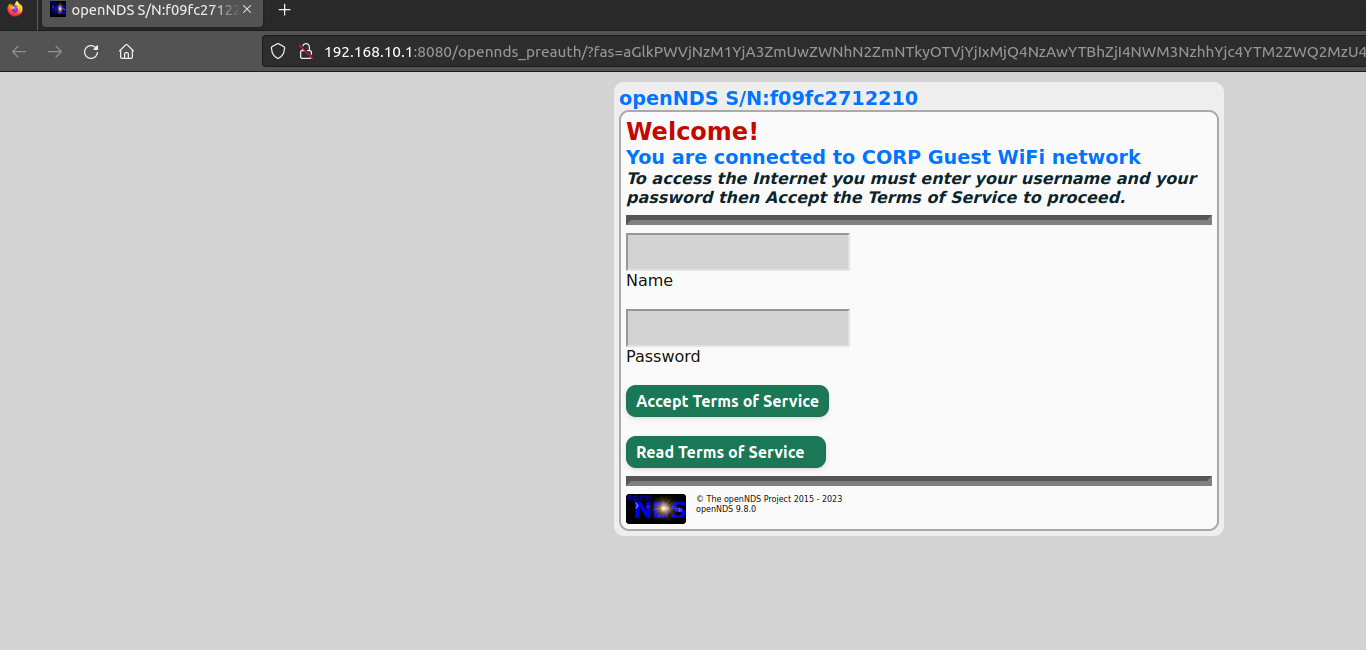 openNDS S/N:f09fc27122
192.168.10.1:8080/opennds_preauth/?fas=
openNDS S/N:f09fc2712210
Welcome!
You are connected to CORP Guest WiFi network
To access the Internet you must enter your username and your
password then Accept the Terms of Service to proceed.
Name
Password
Accept Terms of Service
Read Terms of Service
open
NDS
© The openNDS Project 2015 - 2023
openNDS 9.8.0